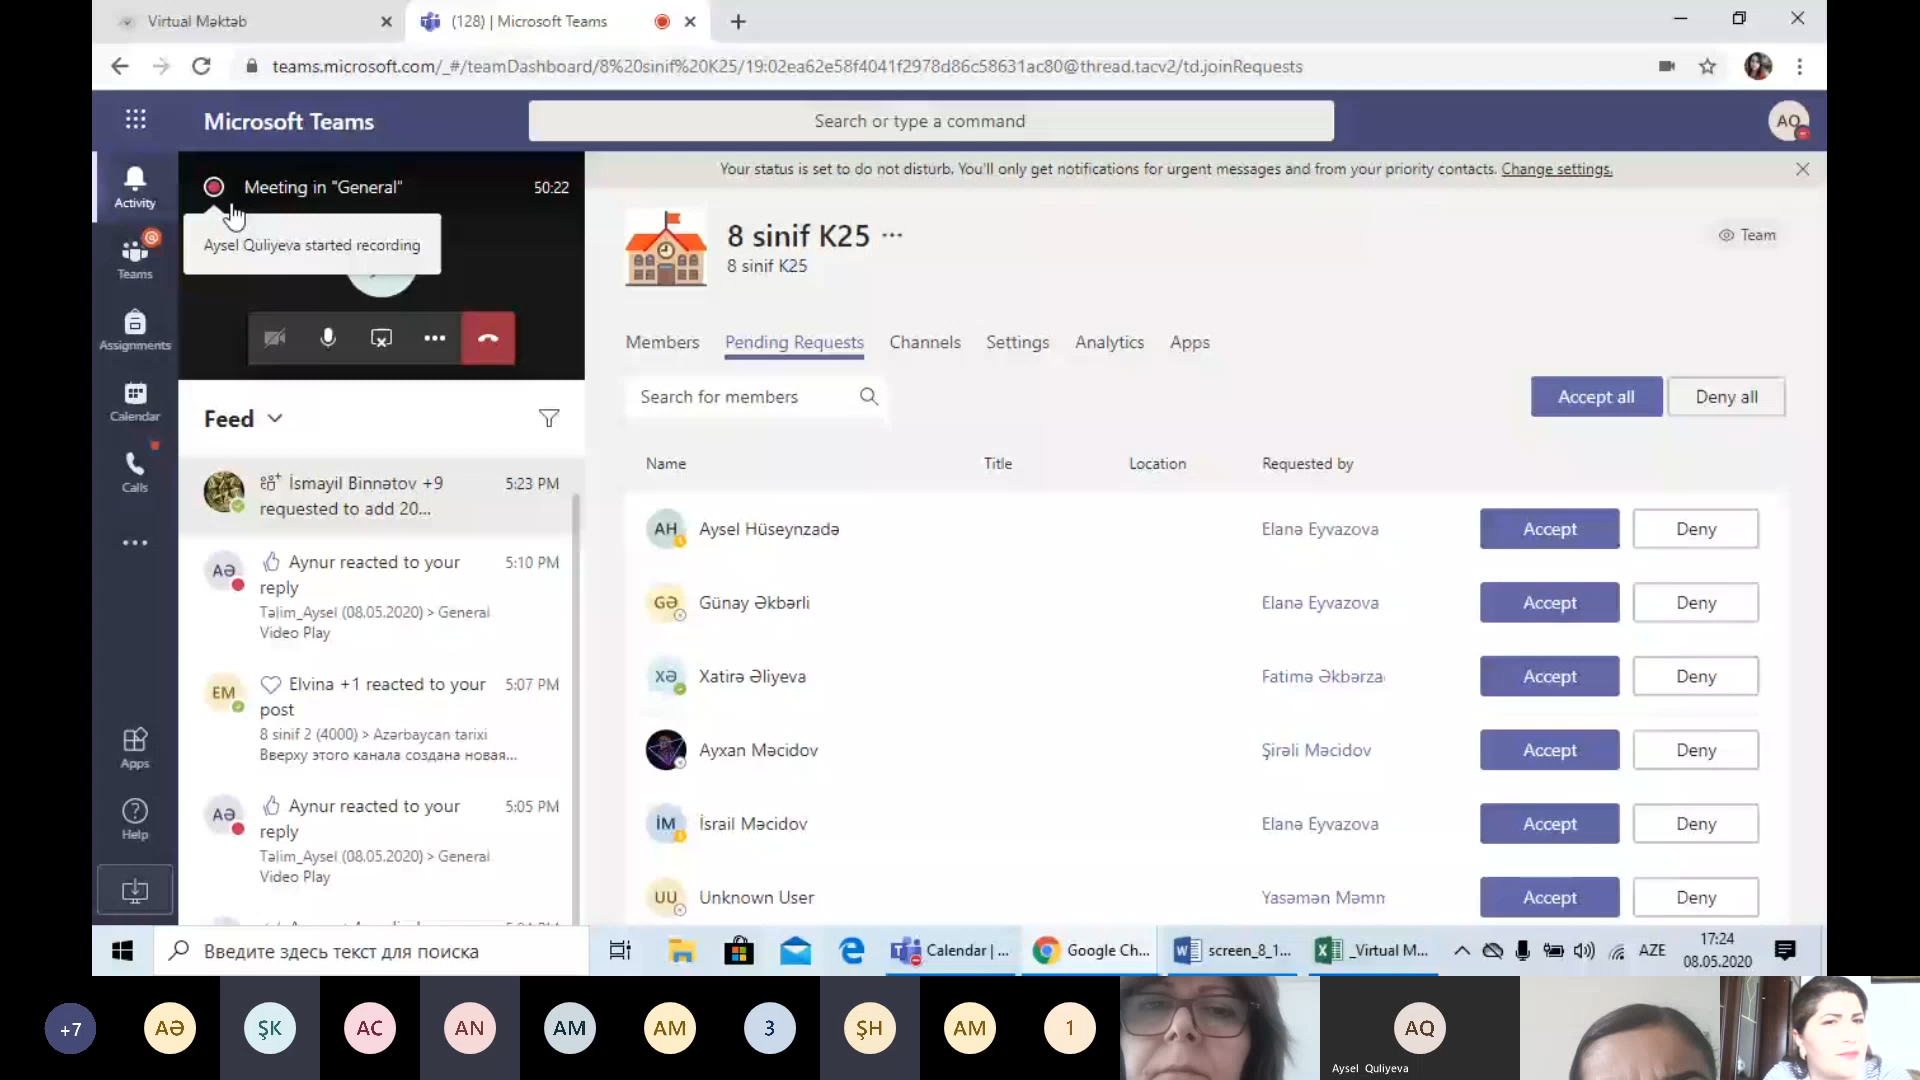 Virtual Məktəb
(128) | Microsoft Teams
teams.microsoft.com/_#/teamDashboard/8%20sinif%20K25/19:02ea62e58f4041f2978d86c58631ac80@thread.tacv2/td.joinRequests
Microsoft Teams
Search or type a command
AQ
Activity
Teams
Assignments
Calendar
Calls
Apps
Help
Meeting in "General"
50:22
Aysel Quliyeva started recording
Your status is set to do not disturb. You'll only get notifications for urgent messages and from your priority contacts. Change settings.
8 sinif K25 ...
8 sinif K25
Team
Members
Pending Requests
Channels
Settings
Analytics
Apps
Search for members
Accept all
Deny all
Feed
İsmayil Binnətov +9
5:23 PM
requested to add 20...
AƏ
Aynur reacted to your
5:10 PM
reply
Təlim_Aysel (08.05.2020) > General
Video Play
EM
Elvina +1 reacted to your
5:07 PM
post
8 sinif 2 (4000) > Azərbaycan tarixi
Вверху этого канала создана новая...
AƏ
Aynur reacted to your
5:05 PM
reply
Təlim_Aysel (08.05.2020) > General
Video Play
Name
Title
Location
Requested by
AH
Aysel Hüseynzadə
Elanə Eyvazova
Accept
Deny
GƏ
Günay Əkbərli
Elanə Eyvazova
Accept
Deny
XƏ
Xatirə Əliyeva
Fatimə Əkbərza
Accept
Deny
Ayxan Məcidov
Şirəli Məcidov
Accept
Deny
İM
İsrail Məcidov
Elanə Eyvazova
Accept
Deny
UU
Unknown User
Yasəmən Məmm
Accept
Deny
Введите здесь текст для поиска
Calendar | ...
Google Ch...
screen_8_1...
_Virtual M...
AZE
17:24
08.05.2020
+7
AƏ
ŞK
AC
AN
AM
AM
3
ŞH
AM
1
AQ
Aysel Quliyeva